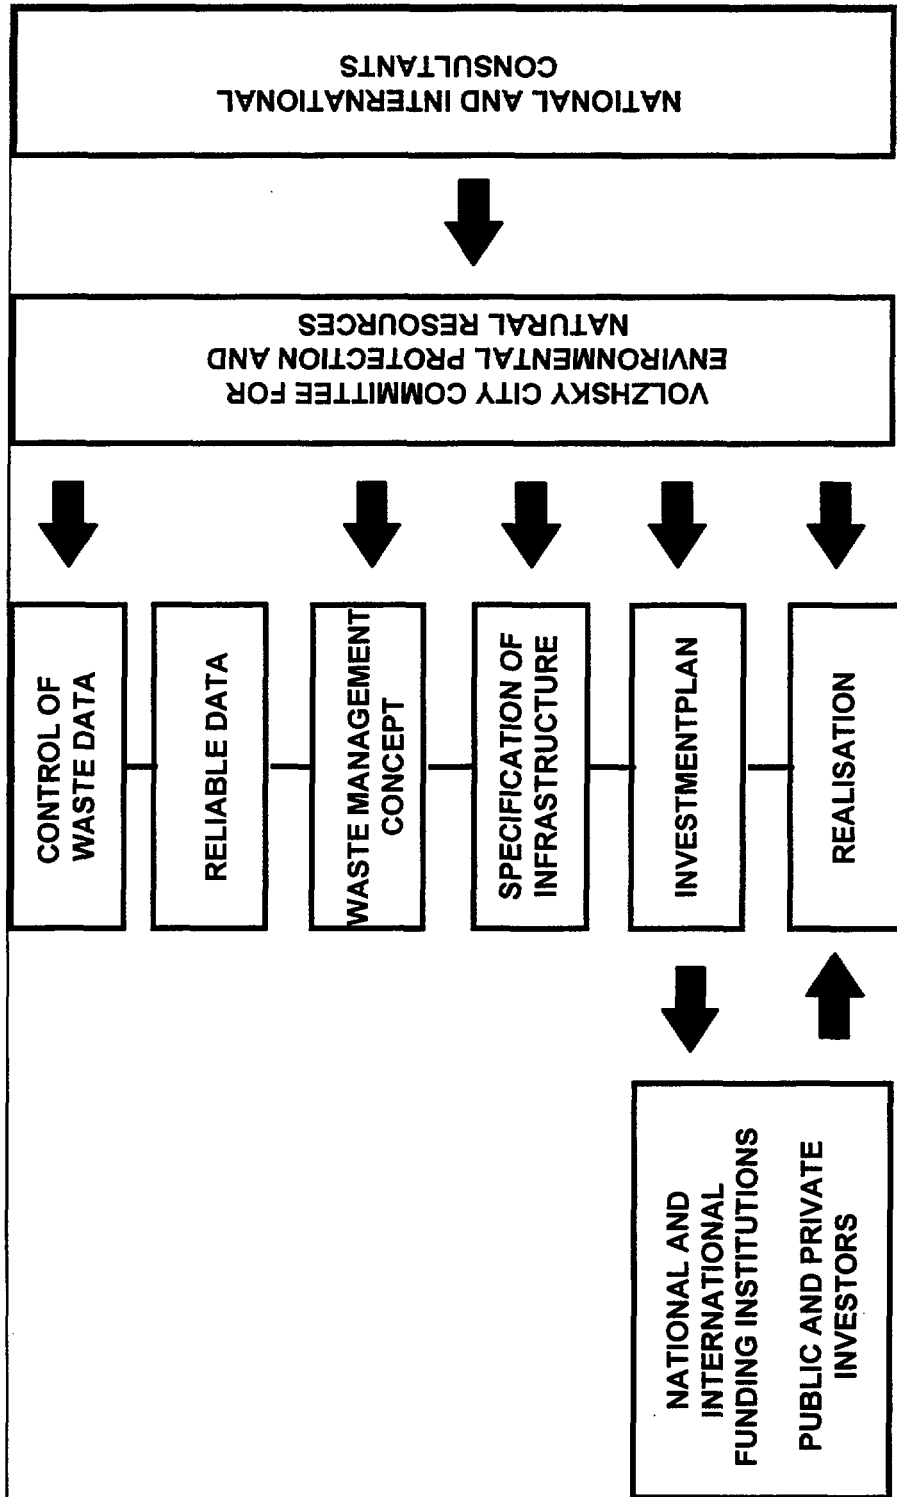 NATIONAL AND INTERNATIONAL
CONSULTANTS
VOLZHSKY CITY COMMITTEE FOR
ENVIRONMENTAL PROTECTION AND
NATURAL RESOURCES
CONTROL OF
WASTE DATA
RELIABLE DATA
WASTE MANAGEMENT
CONCEPT
SPECIFICATION OF
INFRASTRUCTURE
INVESTMENTPLAN
REALISATION
NATIONAL AND
INTERNATIONAL
FUNDING INSTITUTIONS
PUBLIC AND PRIVATE
INVESTORS